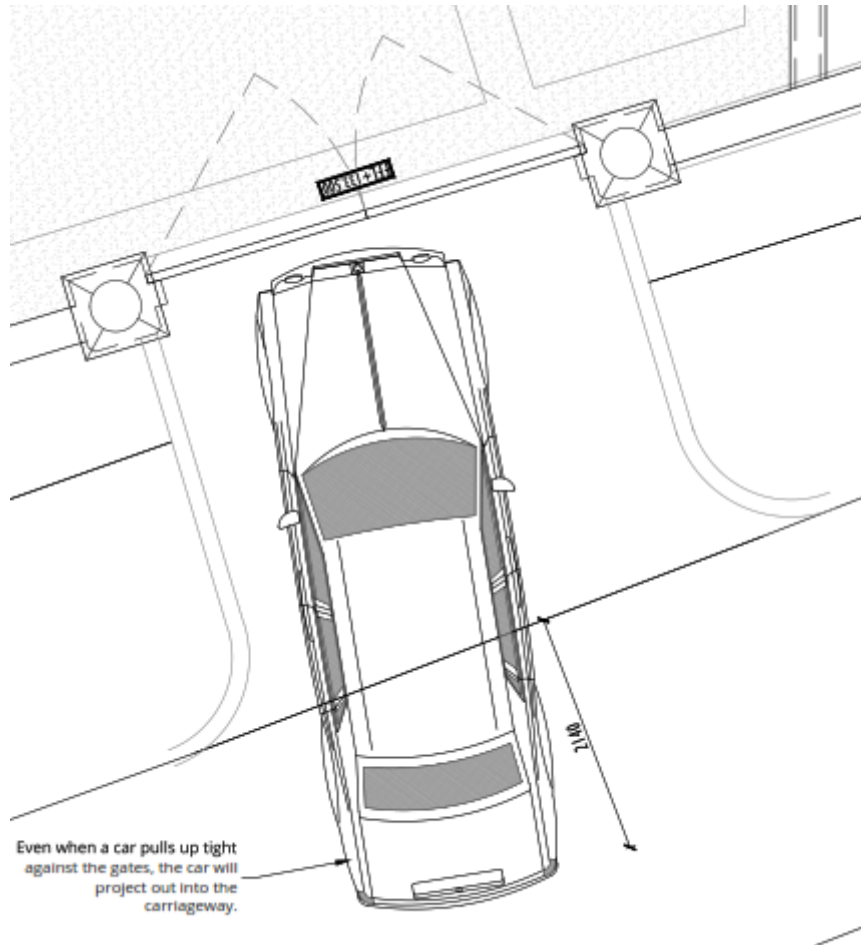 2140
Even when a car pulls up tight
against the gates, the car will
project out into the
carriageway.